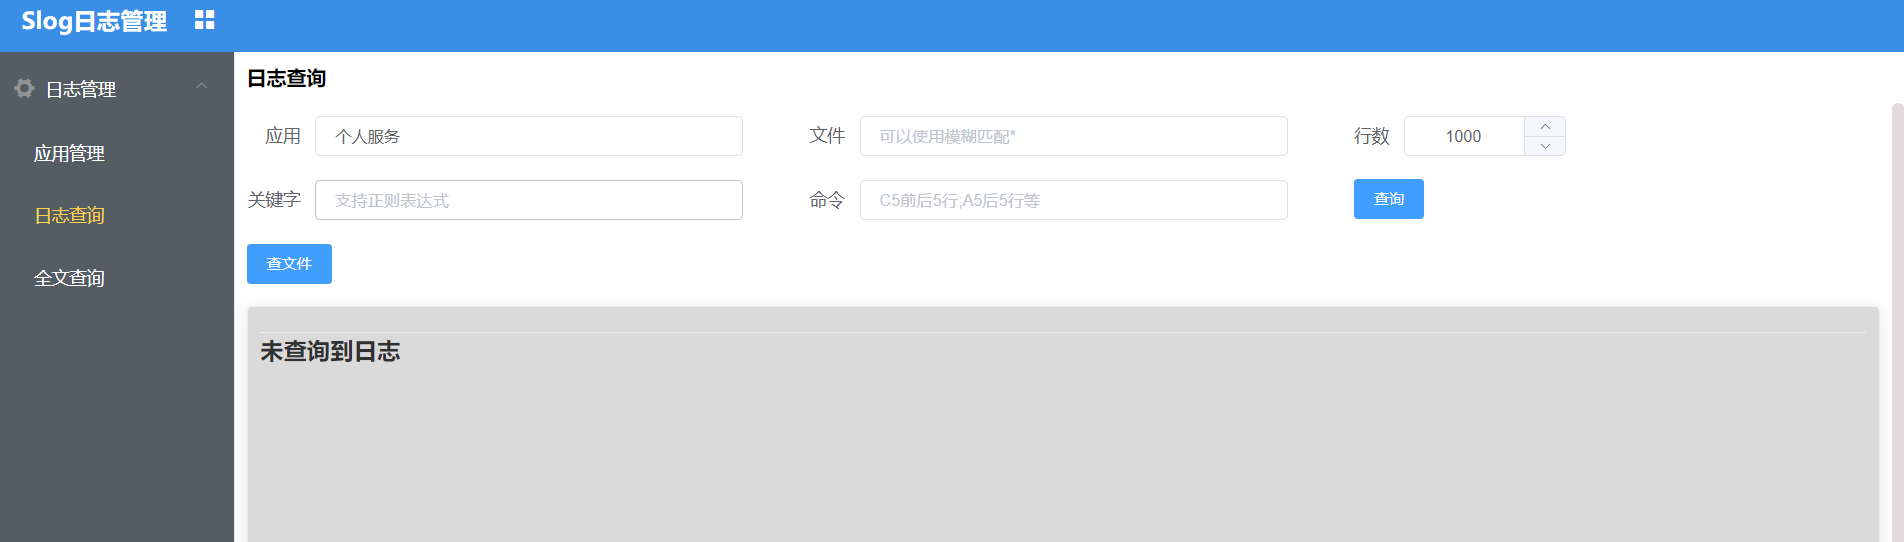 Slog日志管理
日志管理
应用管理
日志查询
全文查询
日志查询
应用 个人服务 文件 可以使用模糊匹配* 行数 1000
关键字 支持正则表达式 命令 C5前后5行;A5后5行等 查询
查文件
未查询到日志